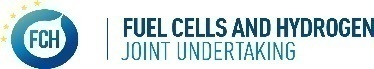 FCH
FUEL CELLS AND HYDROGEN
JOINT UNDERTAKING